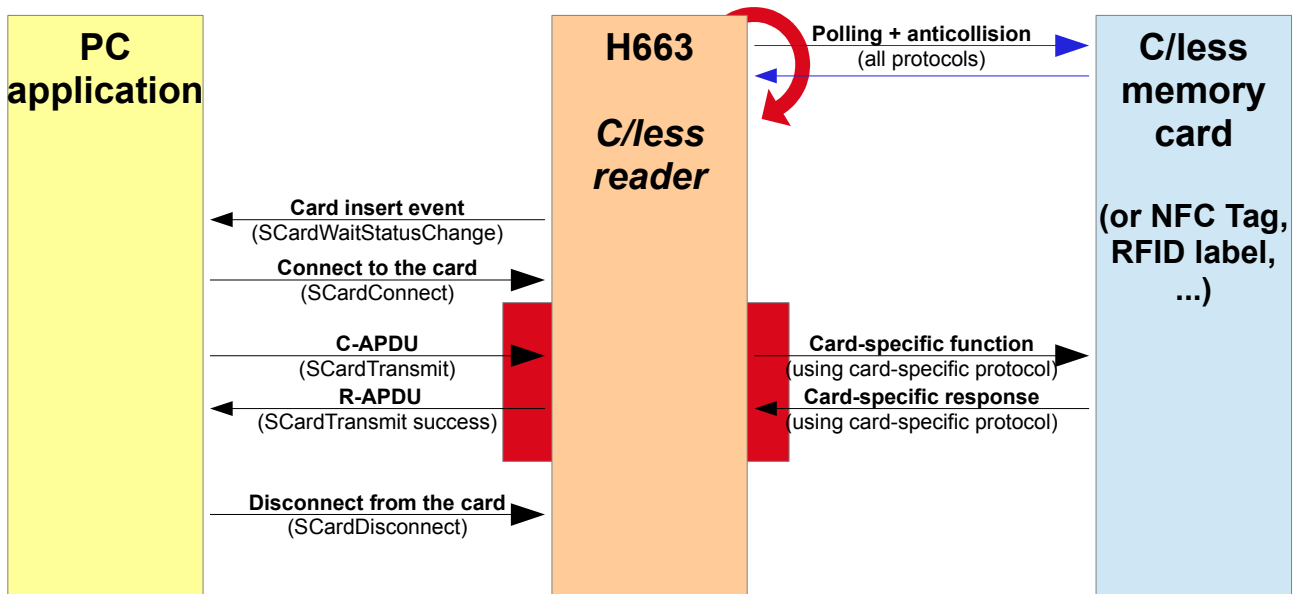 PC
application
H663
C/less
reader
Polling + anticollision
(all protocols)
C/less
memory
card
(or NFC Tag,
RFID label,
...)
Card insert event
(SCardWaitStatusChange)
Connect to the card
(SCardConnect)
C-APDU
(SCardTransmit)
R-APDU
(SCardTransmit success)
Card-specific function
(using card-specific protocol)
Card-specific response
(using card-specific protocol)
Disconnect from the card
(SCardDisconnect)